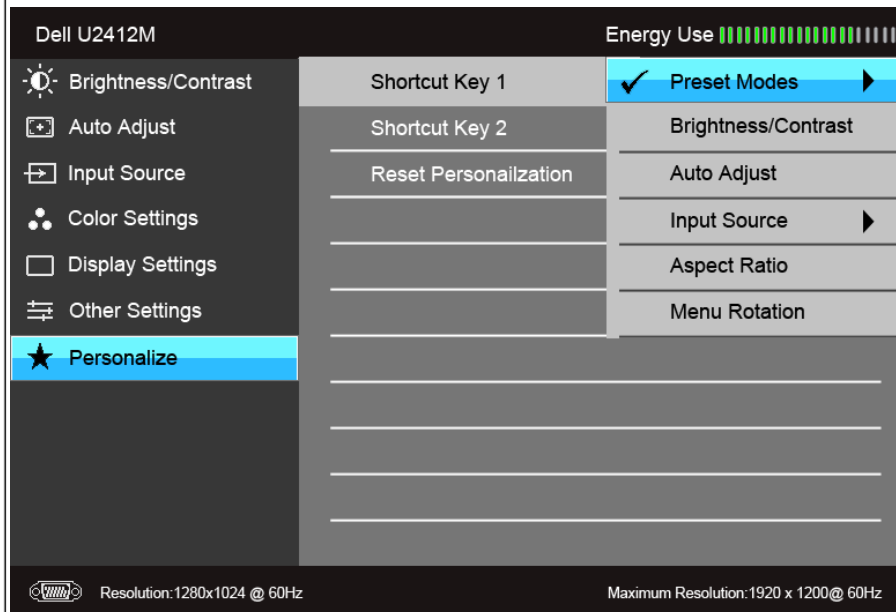 Dell U2412M Energy Use
Brightness/Contrast Shortcut Key 1 Preset Modes
Auto Adjust Shortcut Key 2 Brightness/Contrast
Input Source Reset Personailzation Auto Adjust
Color Settings Input Source
Display Settings Aspect Ratio
Other Settings Menu Rotation
Personalize
Resolution:1280x1024 @ 60Hz Maximum Resolution:1920 x 1200@ 60Hz